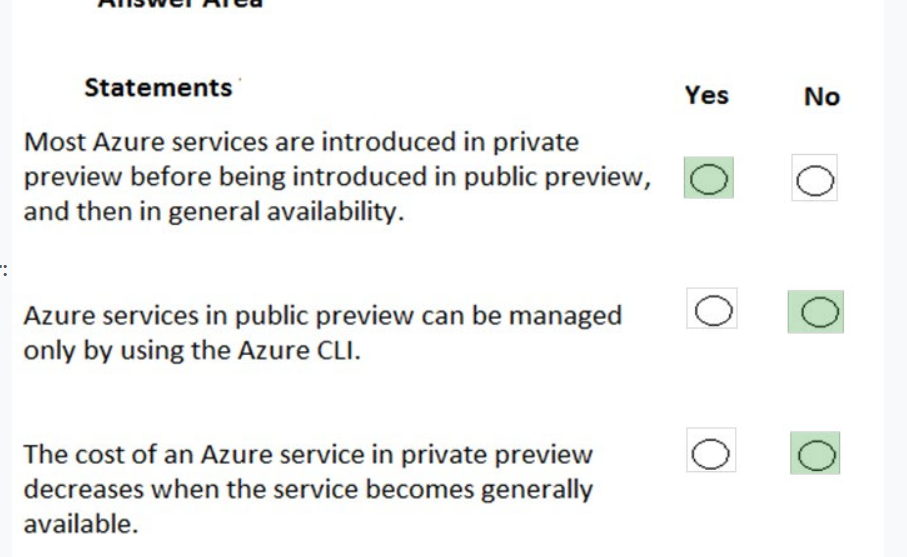 Answer Area
Statements
Yes No
Most Azure services are introduced in private
preview before being introduced in public preview,
and then in general availability.
:
Azure services in public preview can be managed
only by using the Azure CLI.
The cost of an Azure service in private preview
decreases when the service becomes generally
available.